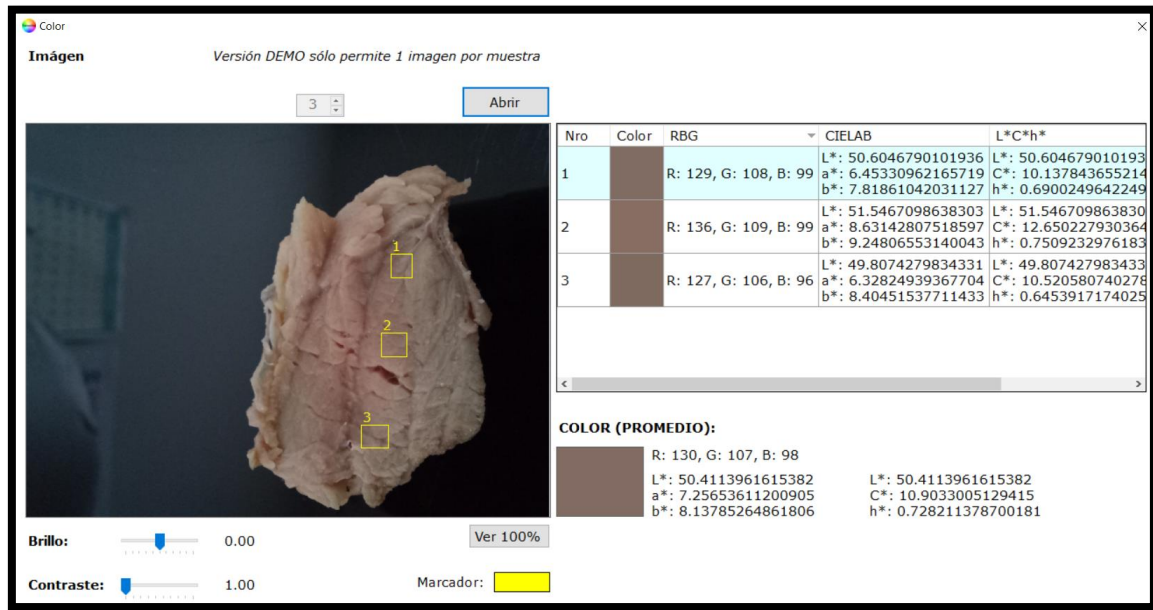 Color
Imágen Versión DEMO sólo permite 1 imagen por muestra
3 Abrir
Nro Color RBG CIELAB L*C*h*
1 R: 129, G: 108, B: 99 L*: 50.6046790101936 L*: 50.604679010193
a*: 6.45330962165719 C*: 10.137843655214
b*: 7.81861042031127 h*: 0.6900249642249
2 R: 136, G: 109, B: 99 L*: 51.5467098638303 L*: 51.546709863830
a*: 8.63142807518597 C*: 12.650227930364
b*: 9.24806553140043 h*: 0.7509232976183
3 R: 127, G: 106, B: 96 L*: 49.8074279834331 L*: 49.807427983433
a*: 6.32824939367704 C*: 10.520580740278
b*: 8.40451537711433 h*: 0.6453917174025
1
2
3
COLOR (PROMEDIO):
R: 130, G: 107, B: 98
L*: 50.4113961615382 L*: 50.4113961615382
a*: 7.25653611200905 C*: 10.9033005129415
b*: 8.13785264861806 h*: 0.728211378700181
Brillo: 0.00 Ver 100%
Contraste: 1.00 Marcador: